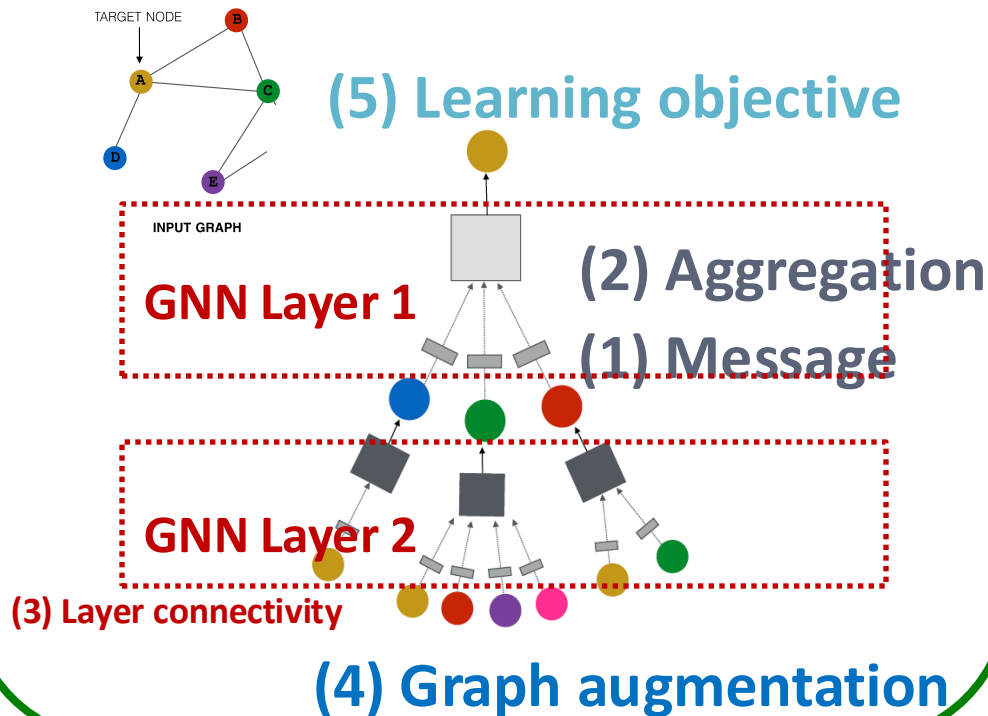 TARGET NODE
B
A
C
D
E
(5) Learning objective
INPUT GRAPH
GNN Layer 1
(2) Aggregation
(1) Message
GNN Layer 2
(3) Layer connectivity
(4) Graph augmentation